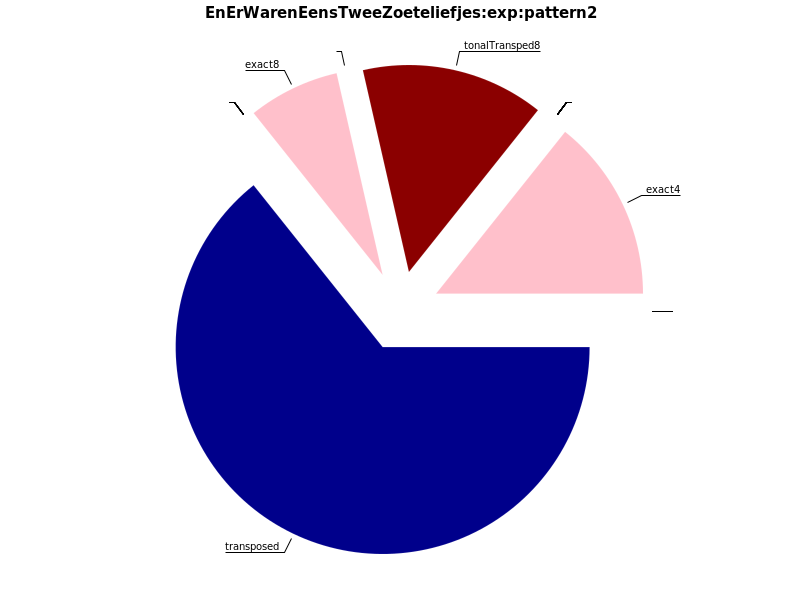 EnErWarenEensTweeZoeteliefjes:exp:pattern2
tonalTransped8
exact8
exact4
transposed